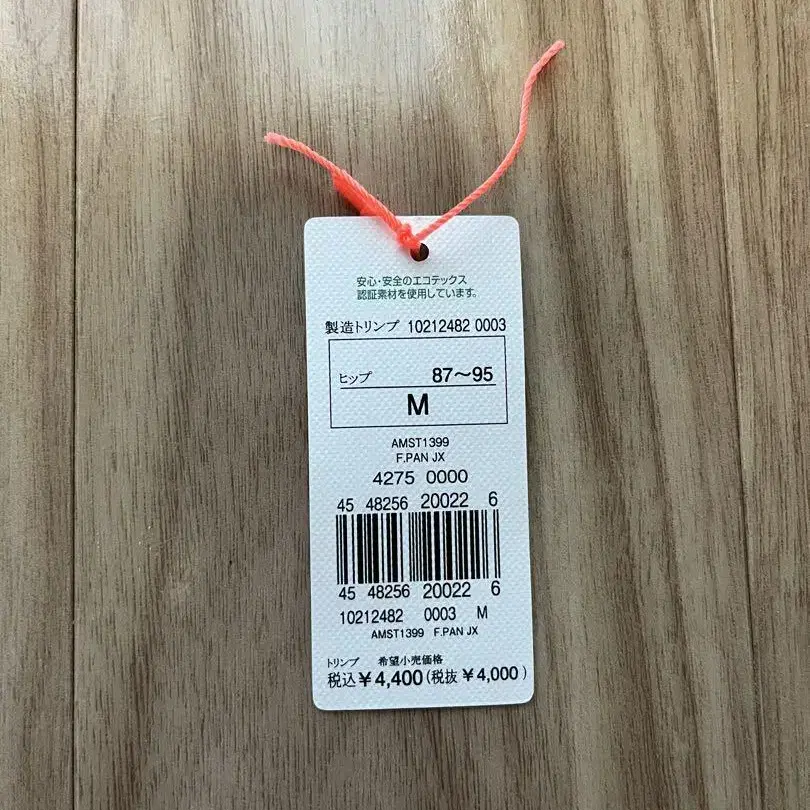 安心・安全のエコテックス
認証素材を使用しています。
製造トリンプ 10212482 0003
ヒップ 87～95
M
AMST1399
F.PAN JX
4275 0000
45 48256 20022 6
45 48256 20022 6
10212482 0003 M
AMST1399 F.PAN JX
トリンプ 希望小売価格
税込￥4,400(税抜￥4,000)